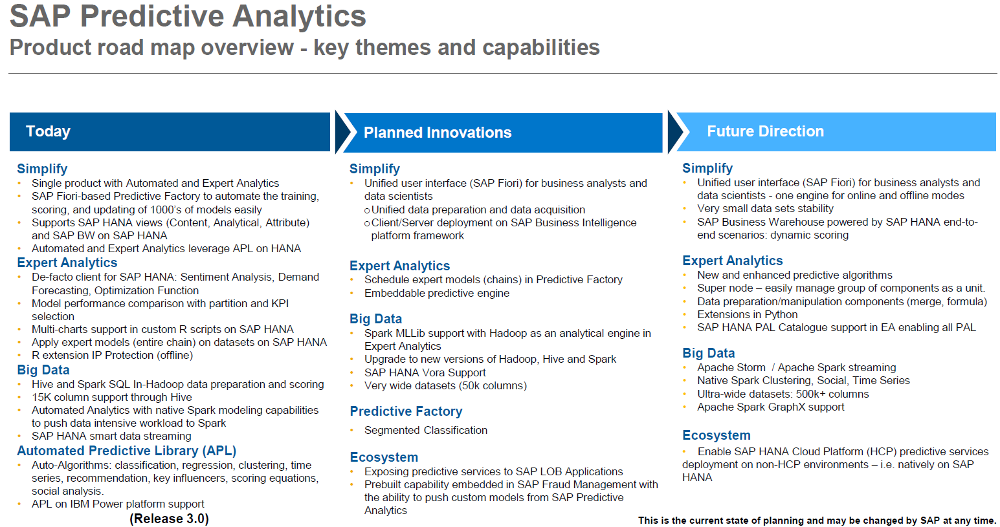 SAP Predictive Analytics
Product road map overview - key themes and capabilities
Today
Simplify
• Single product with Automated and Expert Analytics
• SAP Fiori-based Predictive Factory to automate the training,
scoring, and updating of 1000's of models easily
• Supports SAP HANA views (Content, Analytical, Attribute)
and SAP BW on SAP HANA
• Automated and Expert Analytics leverage APL on HANA
Expert Analytics
• De-facto client for SAP HANA: Sentiment Analysis, Demand
Forecasting, Optimization Function
• Model performance comparison with partition and KPI
selection
• Multi-charts support in custom R scripts on SAP HANA
• Apply expert models (entire chain) on datasets on SAP HANA
• R extension IP Protection (offline)
Big Data
• Hive and Spark SQL In-Hadoop data preparation and scoring
• 15K column support through Hive
• Automated Analytics with native Spark modeling capabilities
to push data intensive workload to Spark
• SAP HANA smart data streaming
Automated Predictive Library (APL)
• Auto-Algorithms: classification, regression, clustering, time
series, recommendation, key influencers, scoring equations,
social analysis.
• APL on IBM Power platform support
(Release 3.0)
Planned Innovations
Simplify
• Unified user interface (SAP Fiori) for business analysts and
data scientists
o Unified data preparation and data acquisition
o Client/Server deployment on SAP Business Intelligence
platform framework
Expert Analytics
• Schedule expert models (chains) in Predictive Factory
• Embeddable predictive engine
Big Data
• Spark MLLib support with Hadoop as an analytical engine in
Expert Analytics
• Upgrade to new versions of Hadoop, Hive and Spark
• SAP HANA Vora Support
• Very wide datasets (50k columns)
Predictive Factory
• Segmented Classification
Ecosystem
• Exposing predictive services to SAP LOB Applications
• Prebuilt capability embedded in SAP Fraud Management with
the ability to push custom models from SAP Predictive
Analytics
Future Direction
Simplify
• Unified user interface (SAP Fiori) for business analysts and
data scientists - one engine for online and offline modes
• Very small data sets stability
• SAP Business Warehouse powered by SAP HANA end-to-
end scenarios: dynamic scoring
Expert Analytics
• New and enhanced predictive algorithms
• Super node – easily manage group of components as a unit.
• Data preparation/manipulation components (merge, formula)
• Extensions in Python
• SAP HANA PAL Catalogue support in EA enabling all PAL
Big Data
• Apache Storm / Apache Spark streaming
• Native Spark Clustering, Social, Time Series
• Ultra-wide datasets: 500k+ columns
• Apache Spark GraphX support
Ecosystem
• Enable SAP HANA Cloud Platform (HCP) predictive services
deployment on non-HCP environments – i.e. natively on SAP
HANA
This is the current state of planning and may be changed by SAP at any time.